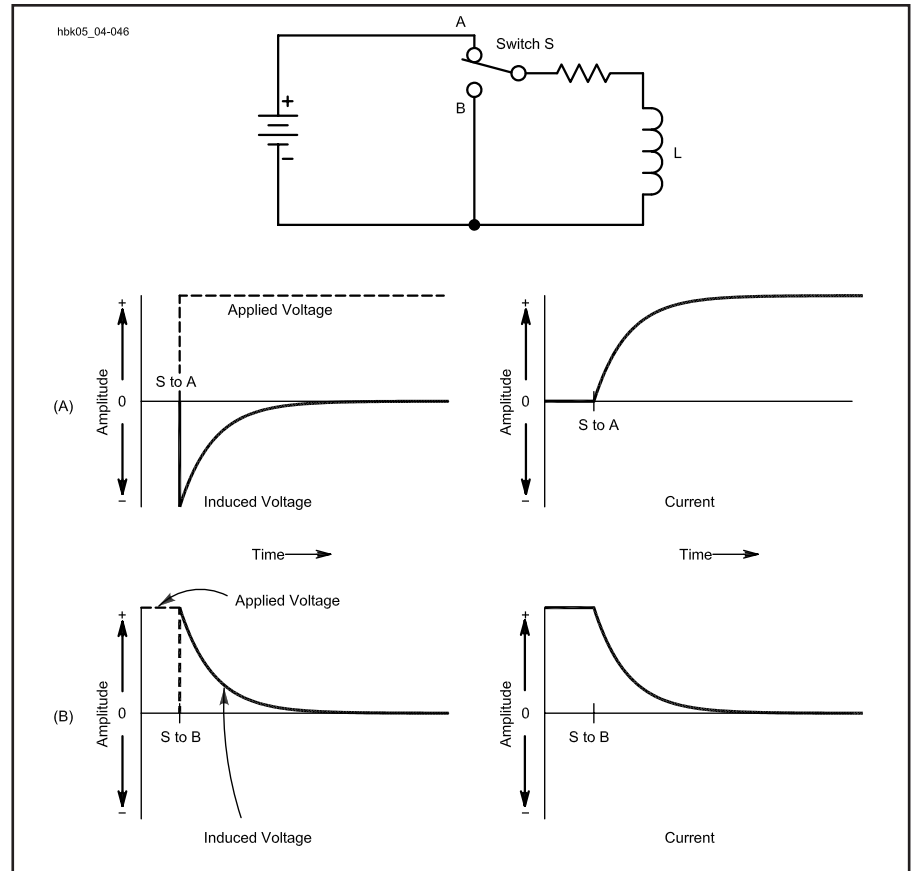 hbk05_04-046
A
Switch S
+
B
−
L
+
Applied Voltage
S to A
Amplitude
(A)
0
−
Induced Voltage
+
Amplitude
0
S to A
−
Current
Time
Time
Applied Voltage
+
Amplitude
(B)
0
S to B
−
Induced Voltage
+
Amplitude
0
S to B
−
Current